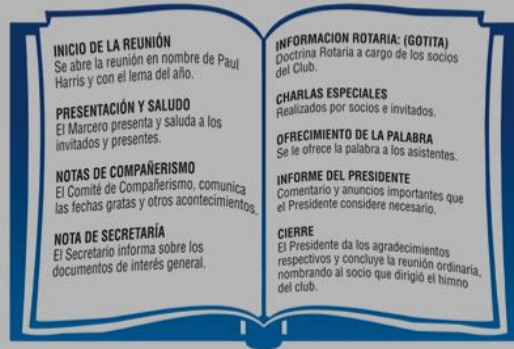 INICIO DE LA REUNIÓN
Se abre la reunión en nombre de Paul
Harris y con el lema del año.
PRESENTACIÓN Y SALUDO
El Marcero presenta y saluda a los
invitados y presentes.
NOTAS DE COMPAÑERISMO
El Comité de Compañerismo, comunica
las fechas gratas y otros acontecimientos.
NOTA DE SECRETARÍA
El Secretario informa sobre los
documentos de interés general.
INFORMACION ROTARIA: (GOTITA)
Doctrina Rotaria a cargo de los socios
del Club.
CHARLAS ESPECIALES
Realizados por socios e invitados.
OFRECIMIENTO DE LA PALABRA
Se le ofrece la palabra a los asistentes.
INFORME DEL PRESIDENTE
Comentario y anuncios importantes que
el Presidente considere necesario.
CIERRE
El Presidente da los agradecimientos
respectivos y concluye la reunión ordinaria,
nombrando al socio que dirigió el himno
del club.